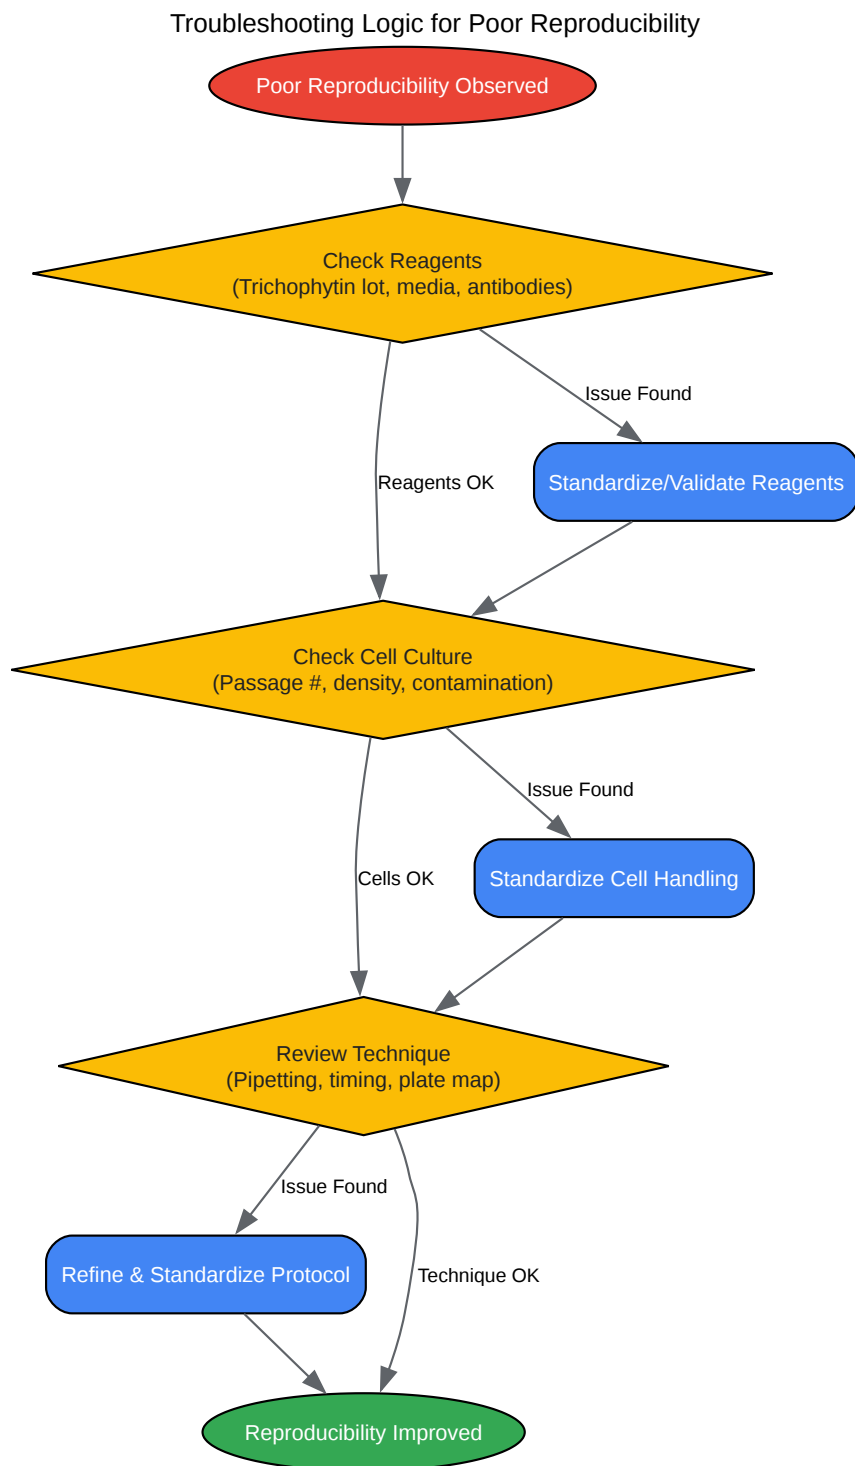 Troubleshooting Logic for Poor Reproducibility
Poor Reproducibility Observed
Check Reagents
(Trichophytin lot, media, antibodies)
Issue Found
Reagents OK
Standardize/Validate Reagents
Check Cell Culture
(Passage #, density, contamination)
Issue Found
Cells OK
Standardize Cell Handling
Review Technique
(Pipetting, timing, plate map)
Issue Found
Refine & Standardize Protocol
Technique OK
Reproducibility Improved